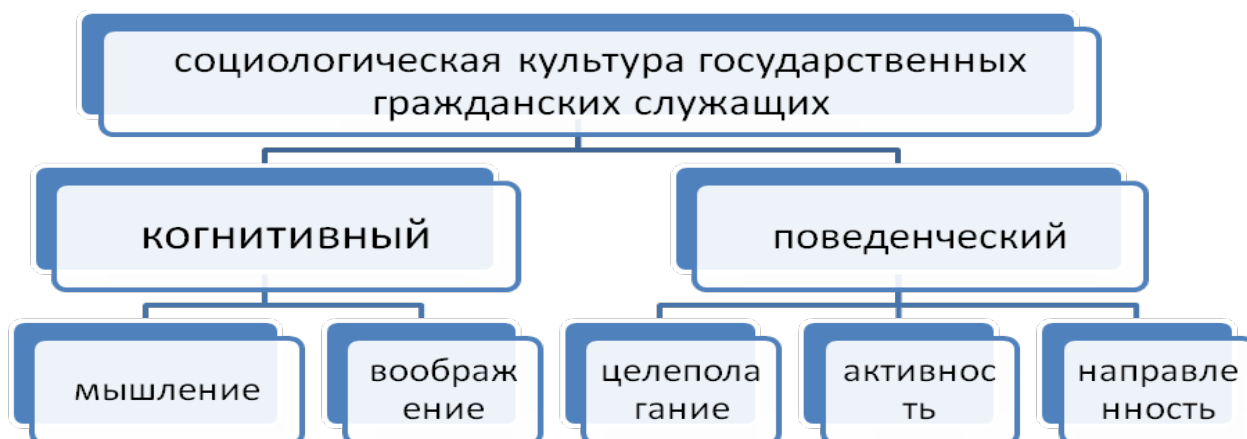 социологическая культура государственных
гражданских служащих
когнитивный
поведенческий
мышление
воображ
ение
целепола
гание
активнос
ть
направле
нность